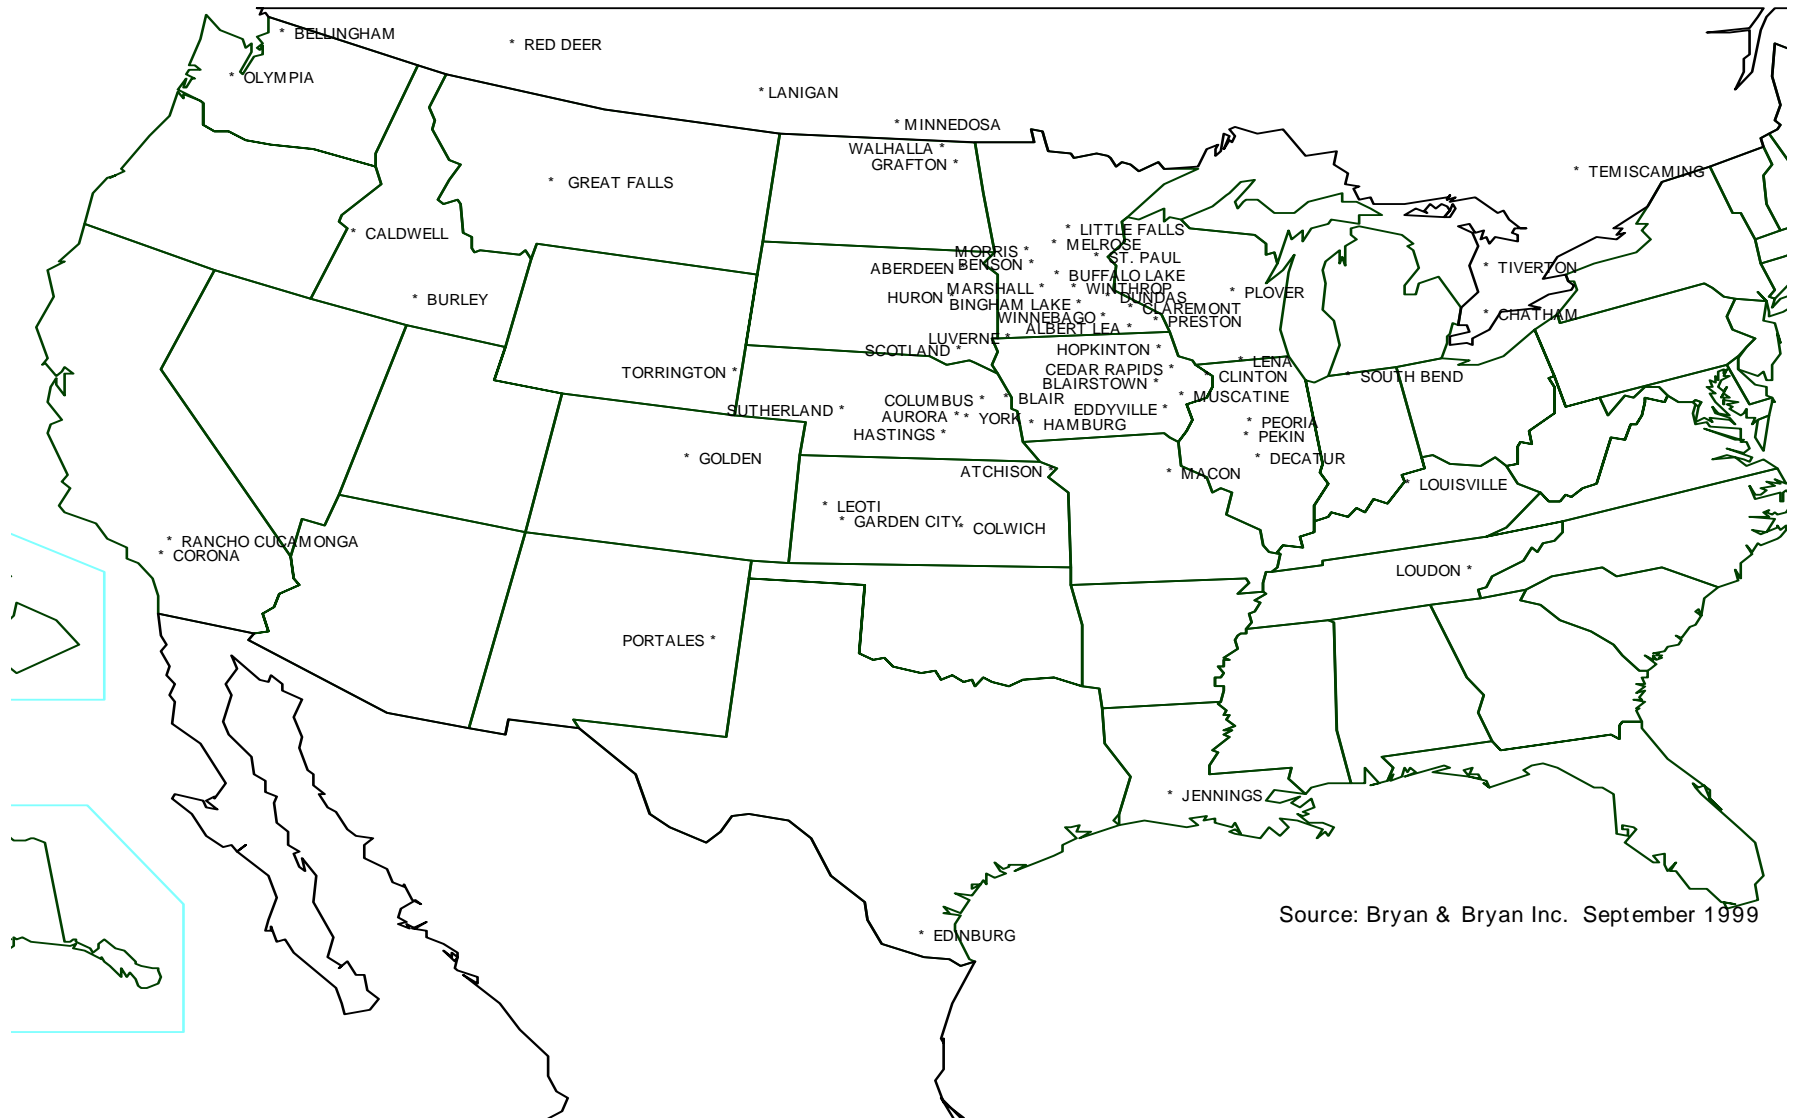 BELLINGHAM
RED DEER
OLYMPIA
LANIGAN
MINNEDOSA
WALHALLA
GRAFTON
TEMISCAMING
GREAT FALLS
CALDWELL
LITTLE FALLS
MELROSE
MORRIS
ST. PAUL
BENSON
ABERDEEN
TIVERTON
BUFFALO LAKE
MARSHALL
WINTHROP
PLOVER
HURON
DUNDAS
BURLEY
BINGHAM LAKE
CLAREMONT
CHATHAM
WINNEBAGO
PRESTON
ALBERT LEA
LUVERNE
SCOTLAND
HOPKINTON
LENA
CEDAR RAPIDS
TORRINGTON
CLINTON
SOUTH BEND
BLAIRSTOWN
MUSCATINE
COLUMBUS
BLAIR
SUTHERLAND
EDDYVILLE
AURORA
YORK
HAMBURG
PEORIA
HASTINGS
PEKIN
GOLDEN
DECATUR
ATCHISON
MACON
LOUISVILLE
LEOTI
GARDEN CITY
COLWICH
RANCHO CUCAMONGA
CORONA
LOUDON
PORTALES
JENNINGS
EDINBURG
Source: Bryan & Bryan Inc. September 1999